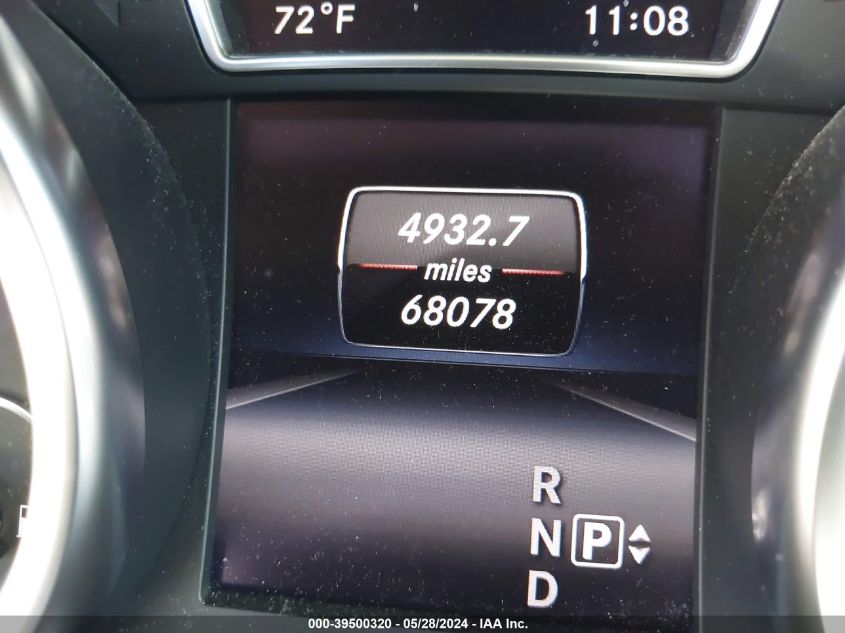 72°F 11:08
4932.7
miles
68078
R
N P
D
000-39500320 - 05/28/2024 - IAA Inc.